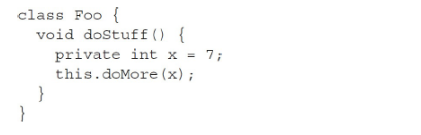 class Foo {
  void doStuff() {
    private int x = 7;
    this.doMore(x);
  }
}